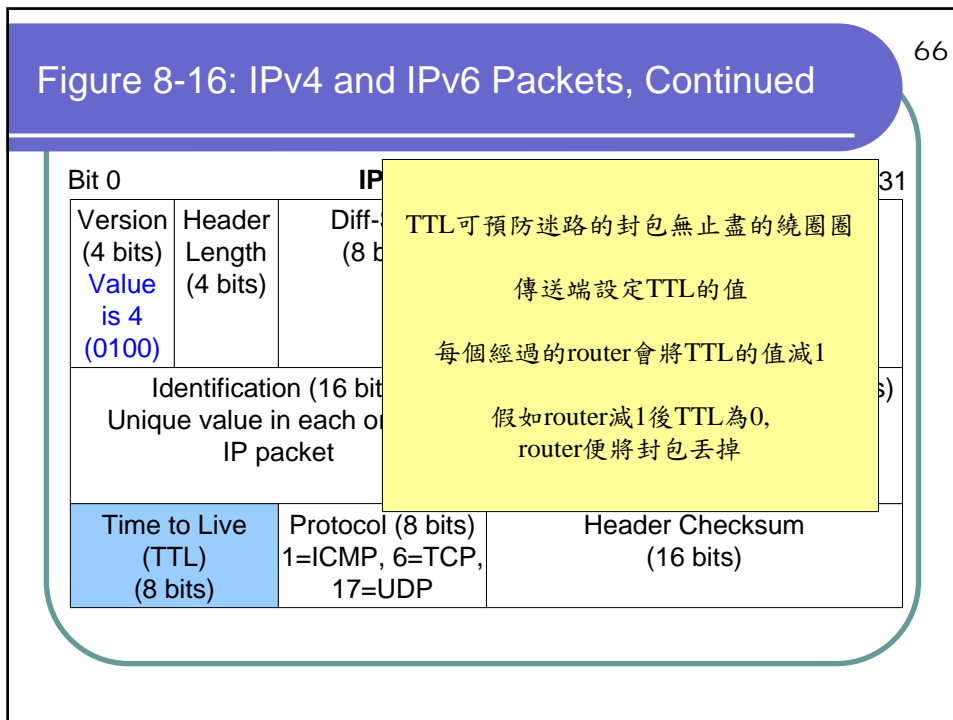 66
Figure 8-16: IPv4 and IPv6 Packets, Continued
Bit 0 IP 31
Version (4 bits) Value is 4 (0100)
Header Length (4 bits)
Diff- (8 b
TTL可預防迷路的封包無止盡的繞圈圈
傳送端設定TTL的值
每個經過的router會將TTL的值減1
假如router減1後TTL為0,
router便將封包丟掉
Identification (16 bit
Unique value in each or
IP packet
s)
Time to Live
(TTL)
(8 bits)
Protocol (8 bits)
1=ICMP, 6=TCP,
17=UDP
Header Checksum
(16 bits)